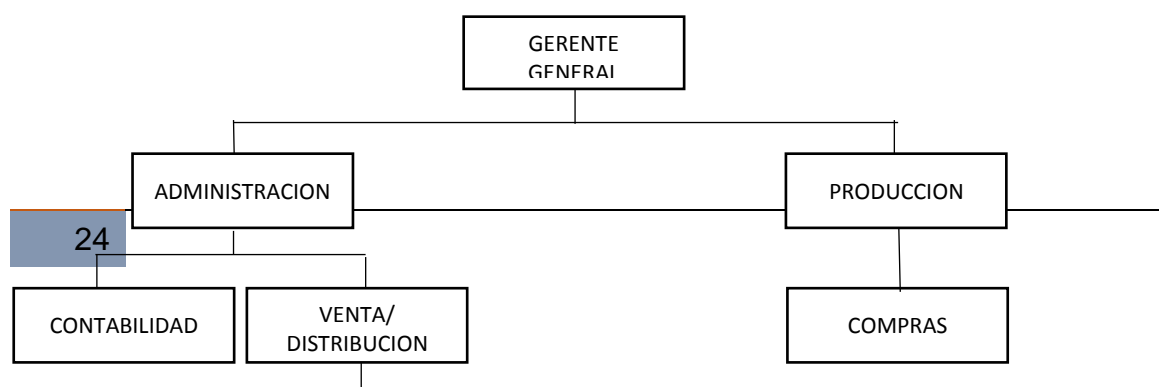 GERENTE
GENERAL
ADMINISTRACION
PRODUCCION
24
CONTABILIDAD
VENTA/
DISTRIBUCION
COMPRAS